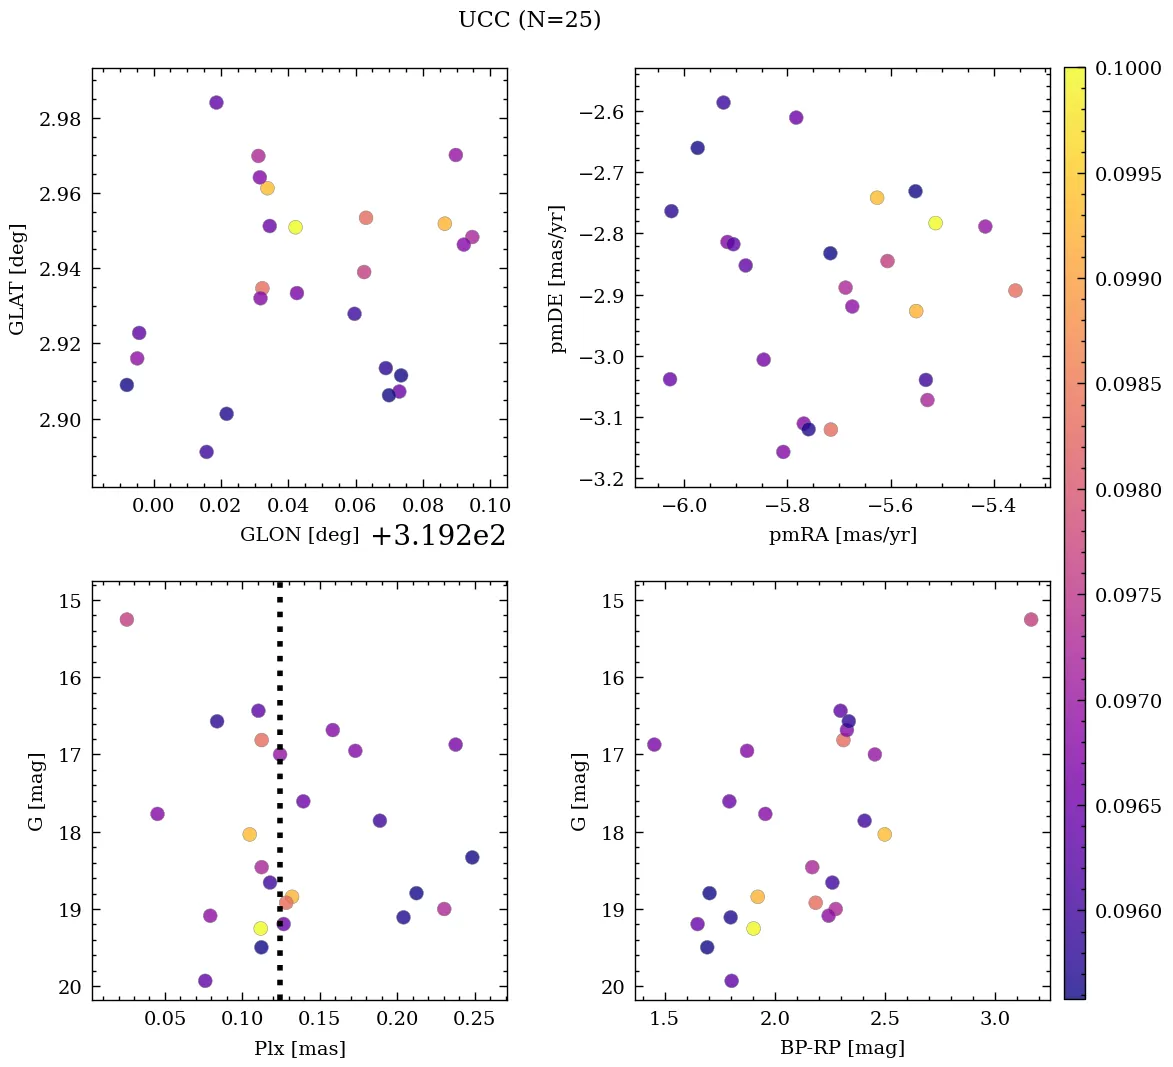 UCC (N=25)
2.98
2.96
2.94
2.92
2.90
GLAT [deg]
0.00 0.02 0.04 0.06 0.08 0.10
GLON [deg] +3.192e2
−2.6
−2.7
−2.8
−2.9
−3.0
−3.1
−3.2
pmDE [mas/yr]
−6.0 −5.8 −5.6 −5.4
pmRA [mas/yr]
15
16
17
18
19
20
G [mag]
0.05 0.10 0.15 0.20 0.25
Plx [mas]
15
16
17
18
19
20
G [mag]
1.5 2.0 2.5 3.0
BP-RP [mag]
0.1000
0.0995
0.0990
0.0985
0.0980
0.0975
0.0970
0.0965
0.0960